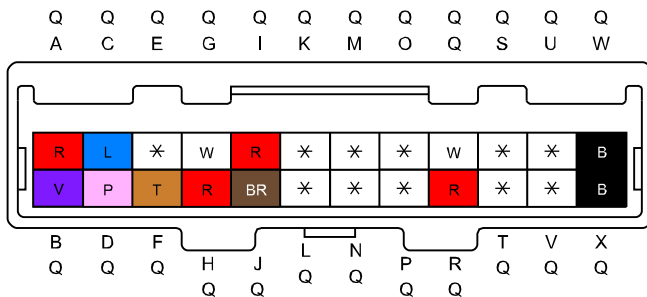 Q Q Q Q Q Q Q Q Q Q Q Q
A C E G I K M O Q S U W
R L * W R * * * W * * B
V P T R BR * * * R * * B
B D F H J L N P R T V X
Q Q Q Q Q Q Q Q Q Q Q Q